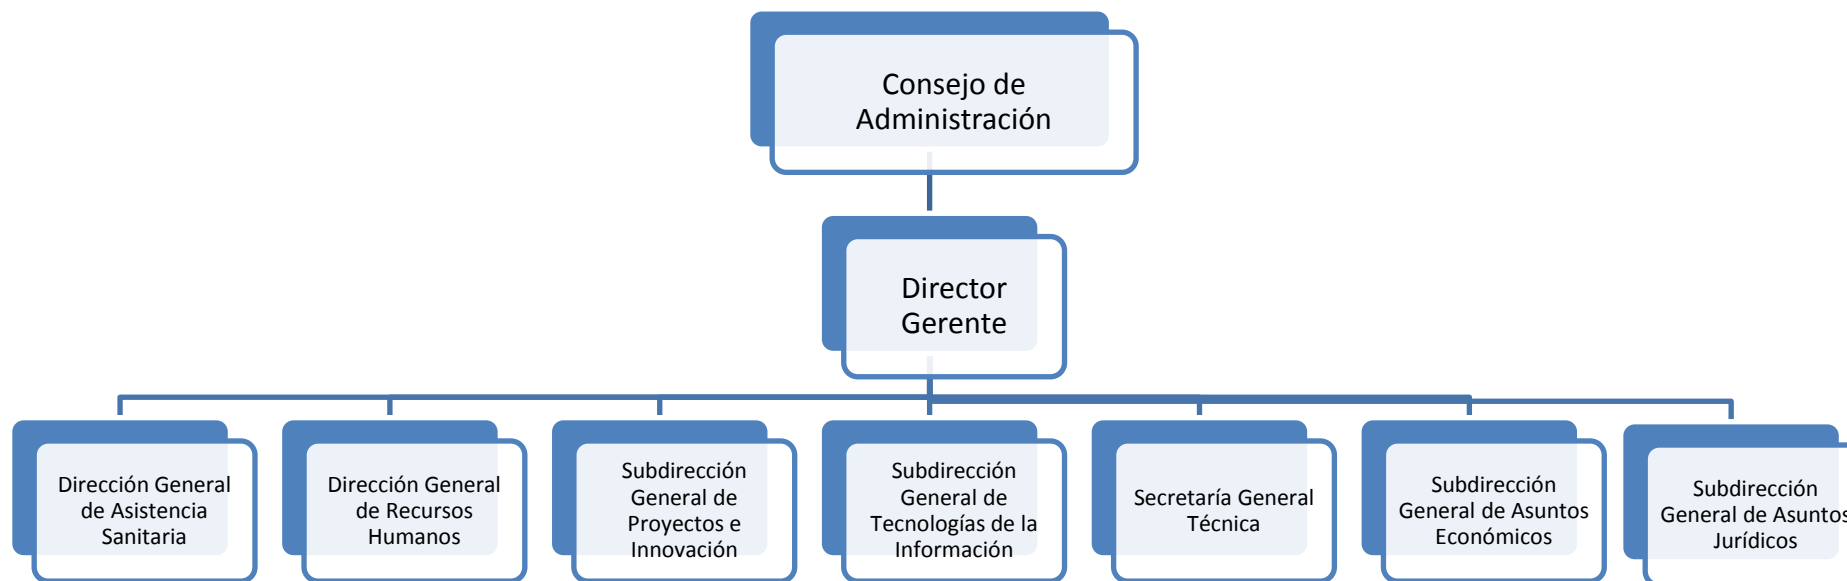 Consejo de
Administración
Director
Gerente
Dirección General
de Asistencia
Sanitaria
Dirección General
de Recursos
Humanos
Subdirección
General de
Proyectos e
Innovación
Subdirección
General de
Tecnologías de la
Información
Secretaría General
Técnica
Subdirección
General de Asuntos
Económicos
Subdirección
General de Asuntos
Jurídicos